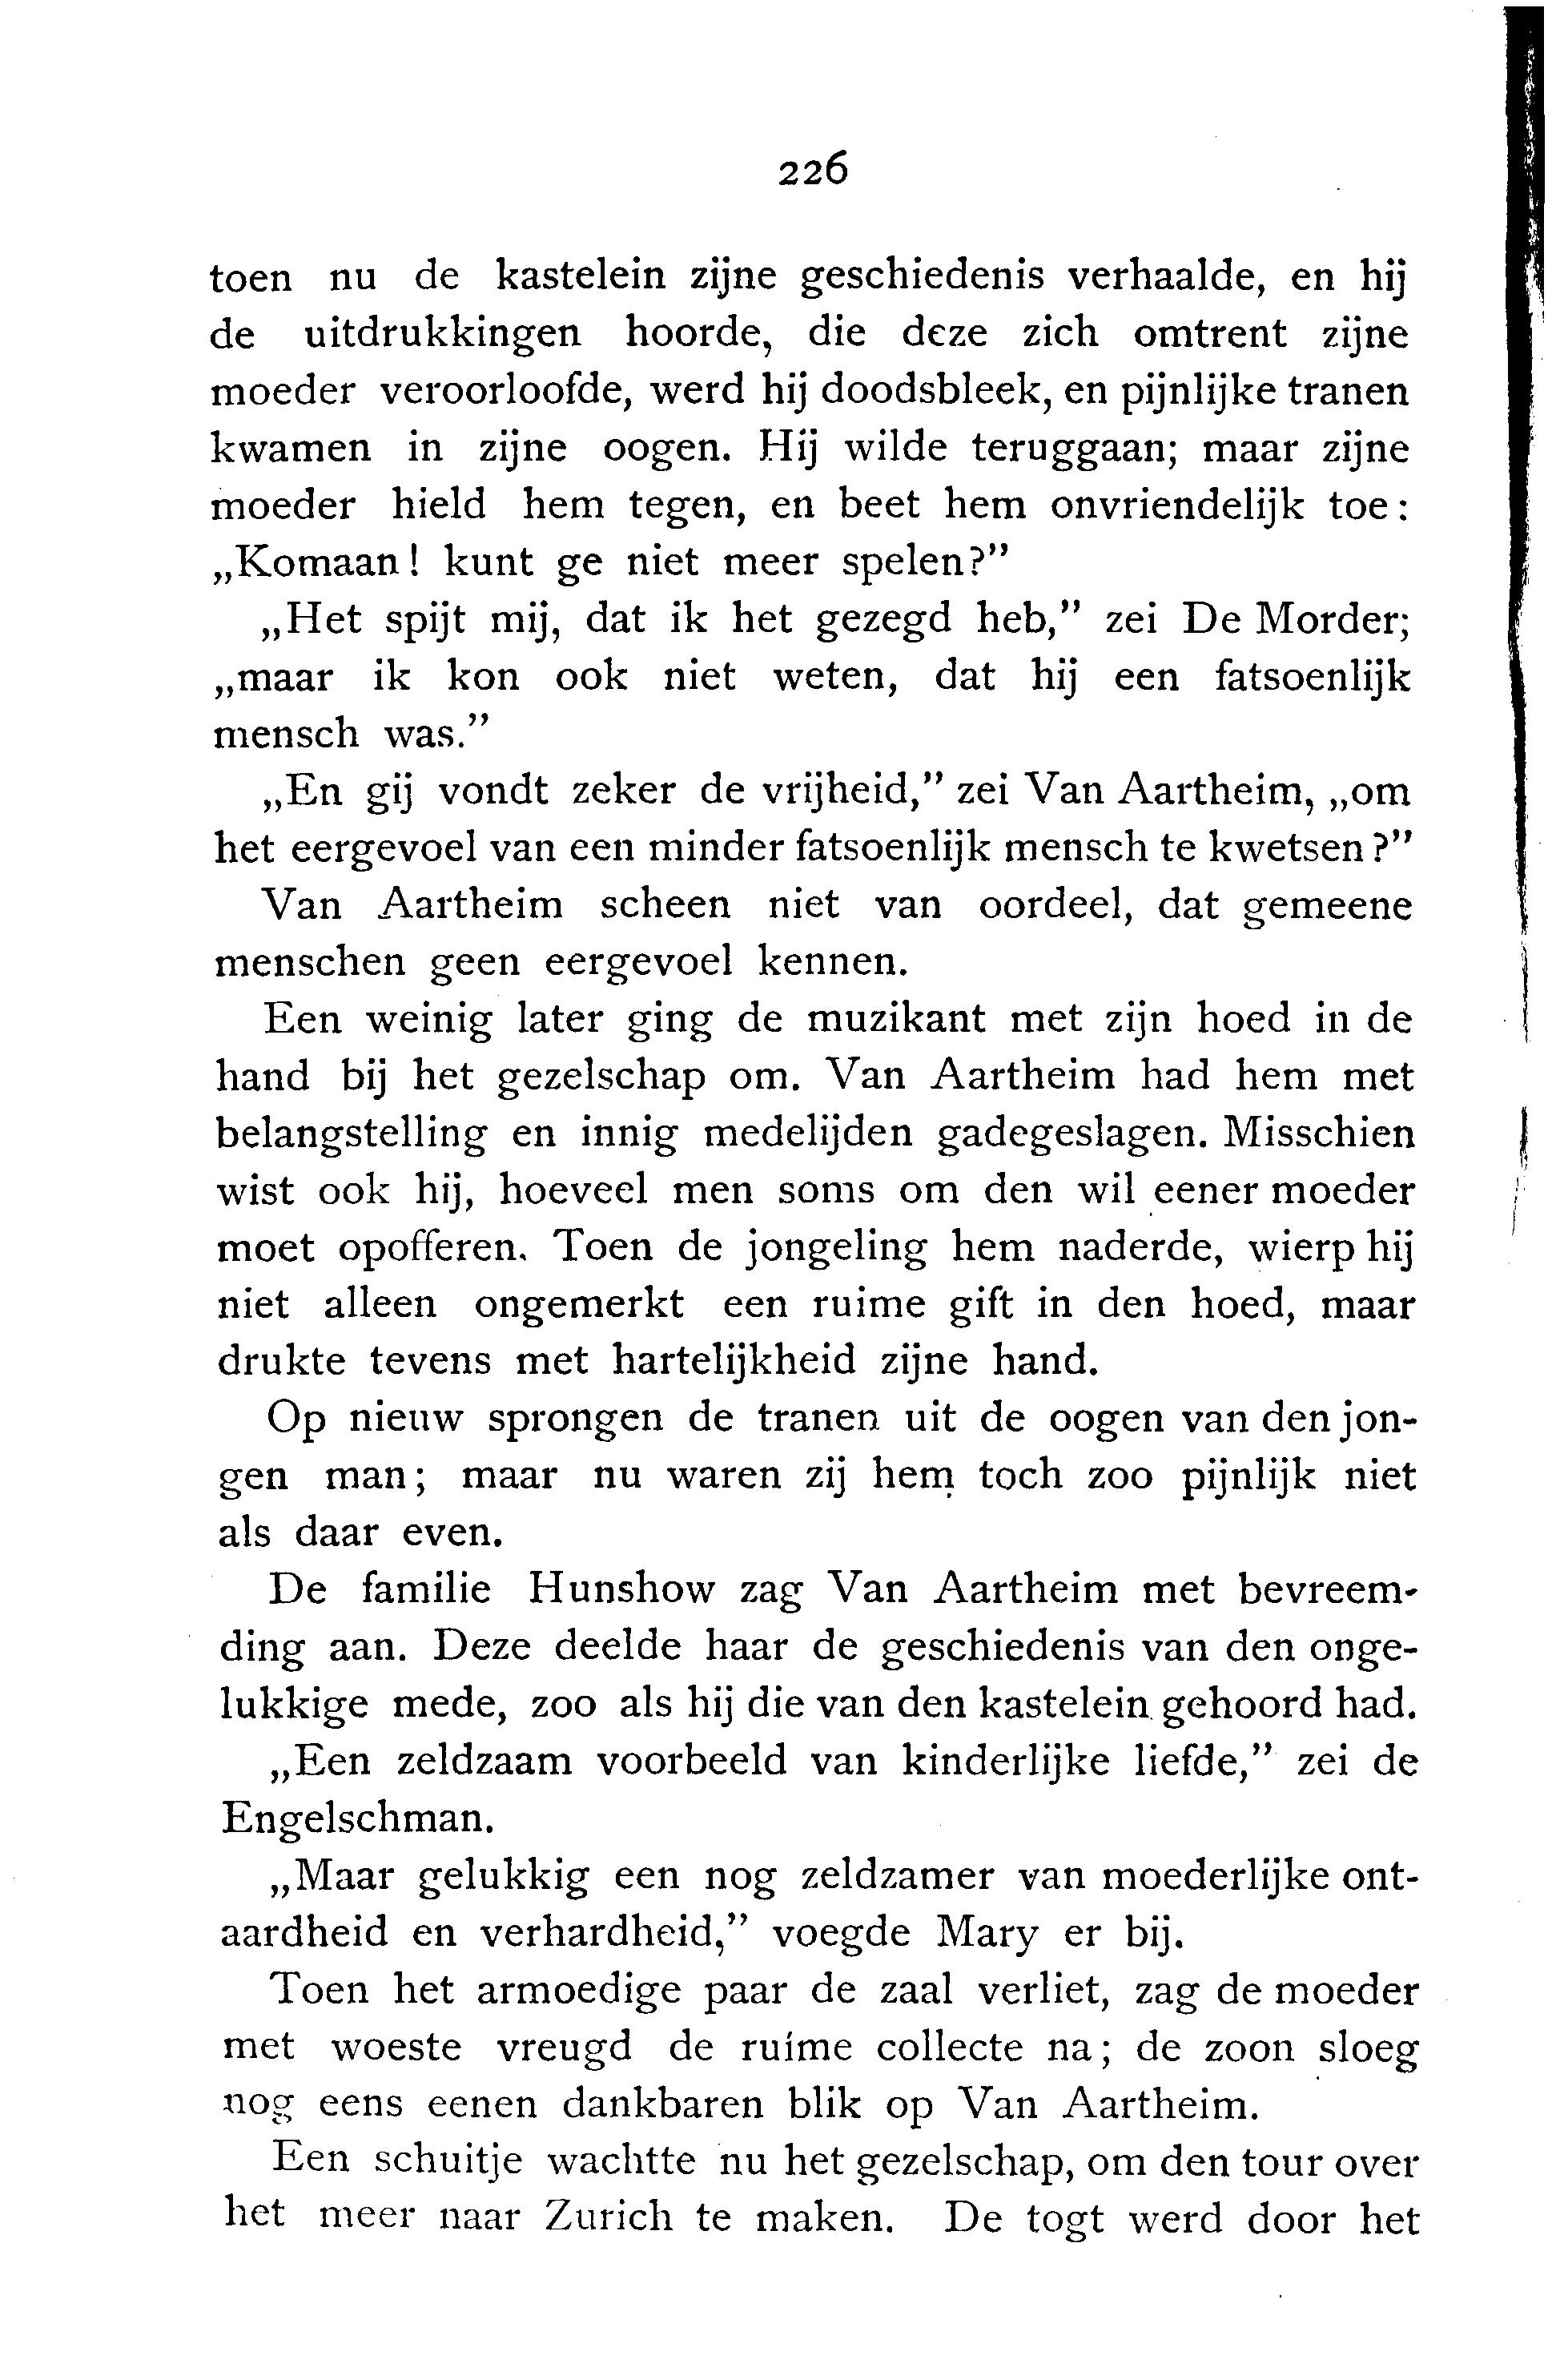 226
toen nu de kastelein zijne geschiedenis verhaalde, en hij
de uitdrukkingen hoorde, die deze zich omtrent zijne
moeder veroorloofde, werd hij doodsbleek, en pijnlijke tranen
kwamen in zijne oogen. Hij wilde teruggaan; maar zijne
moeder hield hem tegen, en beet hem onvriendelijk toe:
„Komaan! kunt ge niet meer spelen?”
„Het spijt mij, dat ik het gezegd heb,” zei De Morder;
„maar ik kon ook niet weten, dat hij een fatsoenlijk
mensch was.”
„En gij vondt zeker de vrijheid,” zei Van Aartheim, „om
het eergevoel van een minder fatsoenlijk mensch te kwetsen?”
Van Aartheim scheen niet van oordeel, dat gemeene
menschen geen eergevoel kennen.
Een weinig later ging de muzikant met zijn hoed in de
hand bij het gezelschap om. Van Aartheim had hem met
belangstelling en innig medelijden gadegeslagen. Misschien
wist ook hij, hoeveel men soms om den wil eener moeder
moet opofferen. Toen de jongeling hem naderde, wierp hij
niet alleen ongemerkt een ruime gift in den hoed, maar
drukte tevens met hartelijkheid zijne hand.
Op nieuw sprongen de tranen uit de oogen van den jon-
gen man; maar nu waren zij hem toch zoo pijnlijk niet
als daar even.
De familie Hunshow zag Van Aartheim met bevreem-
ding aan. Deze deelde haar de geschiedenis van den onge-
lukkige mede, zoo als hij die van den kastelein gehoord had.
„Een zeldzaam voorbeeld van kinderlijke liefde,” zei de
Engelschman.
„Maar gelukkig een nog zeldzamer van moederlijke ont-
aardheid en verhardheid,” voegde Mary er bij.
Toen het armoedige paar de zaal verliet, zag de moeder
met woeste vreugd de ruime collecte na; de zoon sloeg
nog eens eenen dankbaren blik op Van Aartheim.
Een schuitje wachtte nu het gezelschap, om den tour over
het meer naar Zurich te maken. De togt werd door het